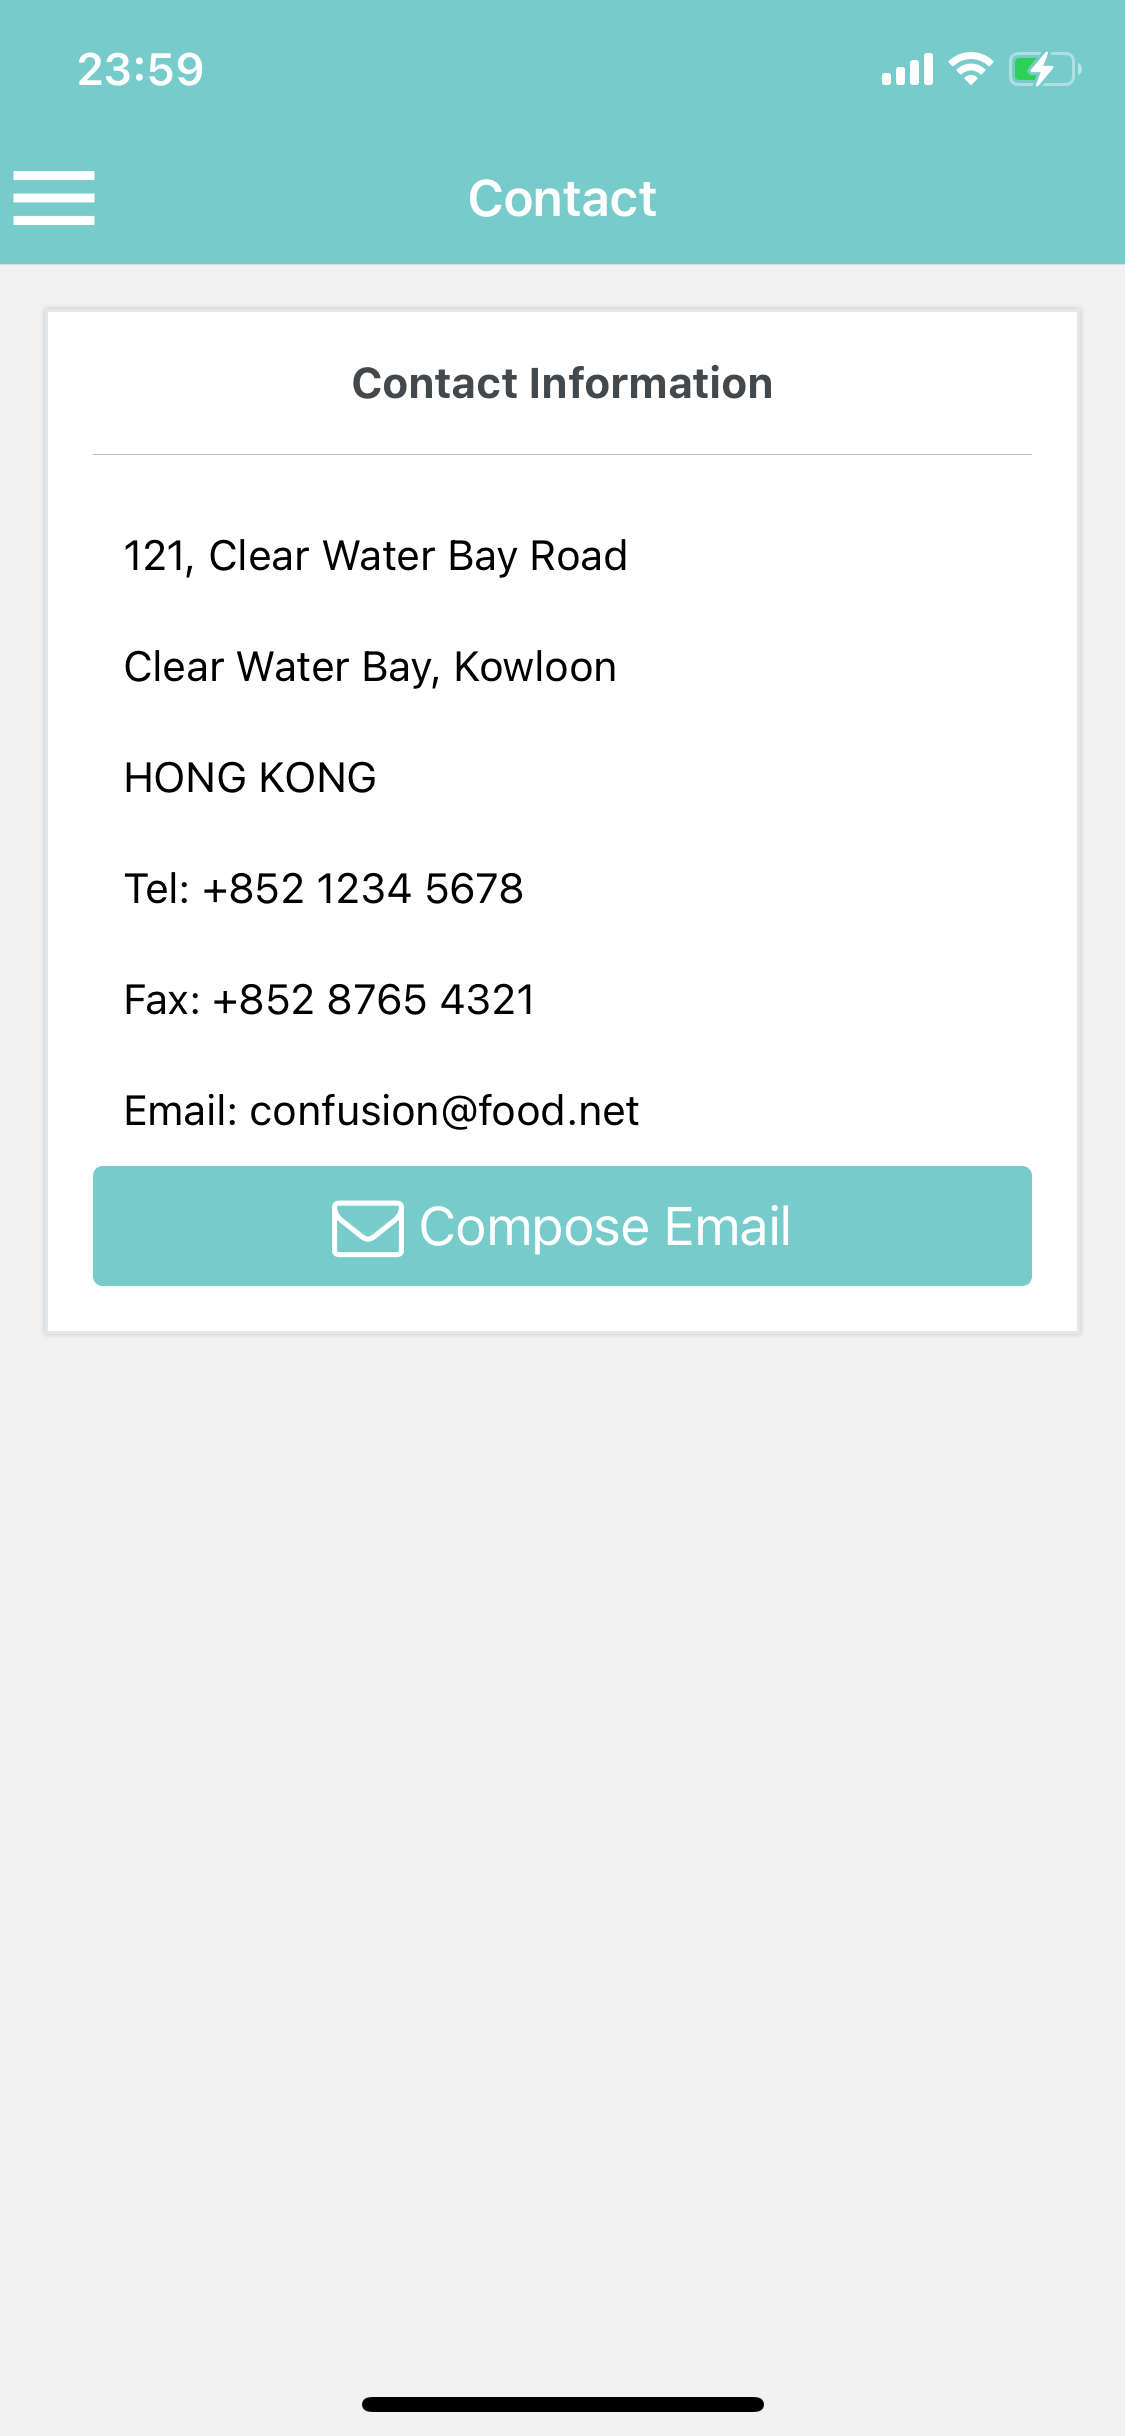 23:59
Contact
Contact Information
121, Clear Water Bay Road
Clear Water Bay, Kowloon
HONG KONG
Tel: +852 1234 5678
Fax: +852 8765 4321
Email: confusion@food.net
Compose Email